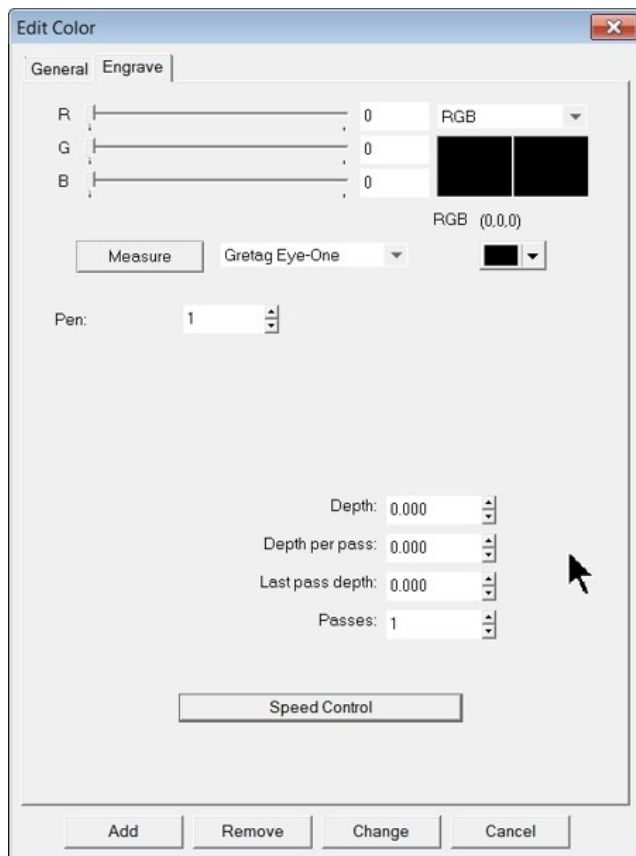 Edit Color
General Engrave
R 0 RGB
G 0
B 0
RGB (0,0,0)
Measure Gretag Eye-One
Pen: 1
Depth: 0.000
Depth per pass: 0.000
Last pass depth: 0.000
Passes: 1
Speed Control
Add Remove Change Cancel